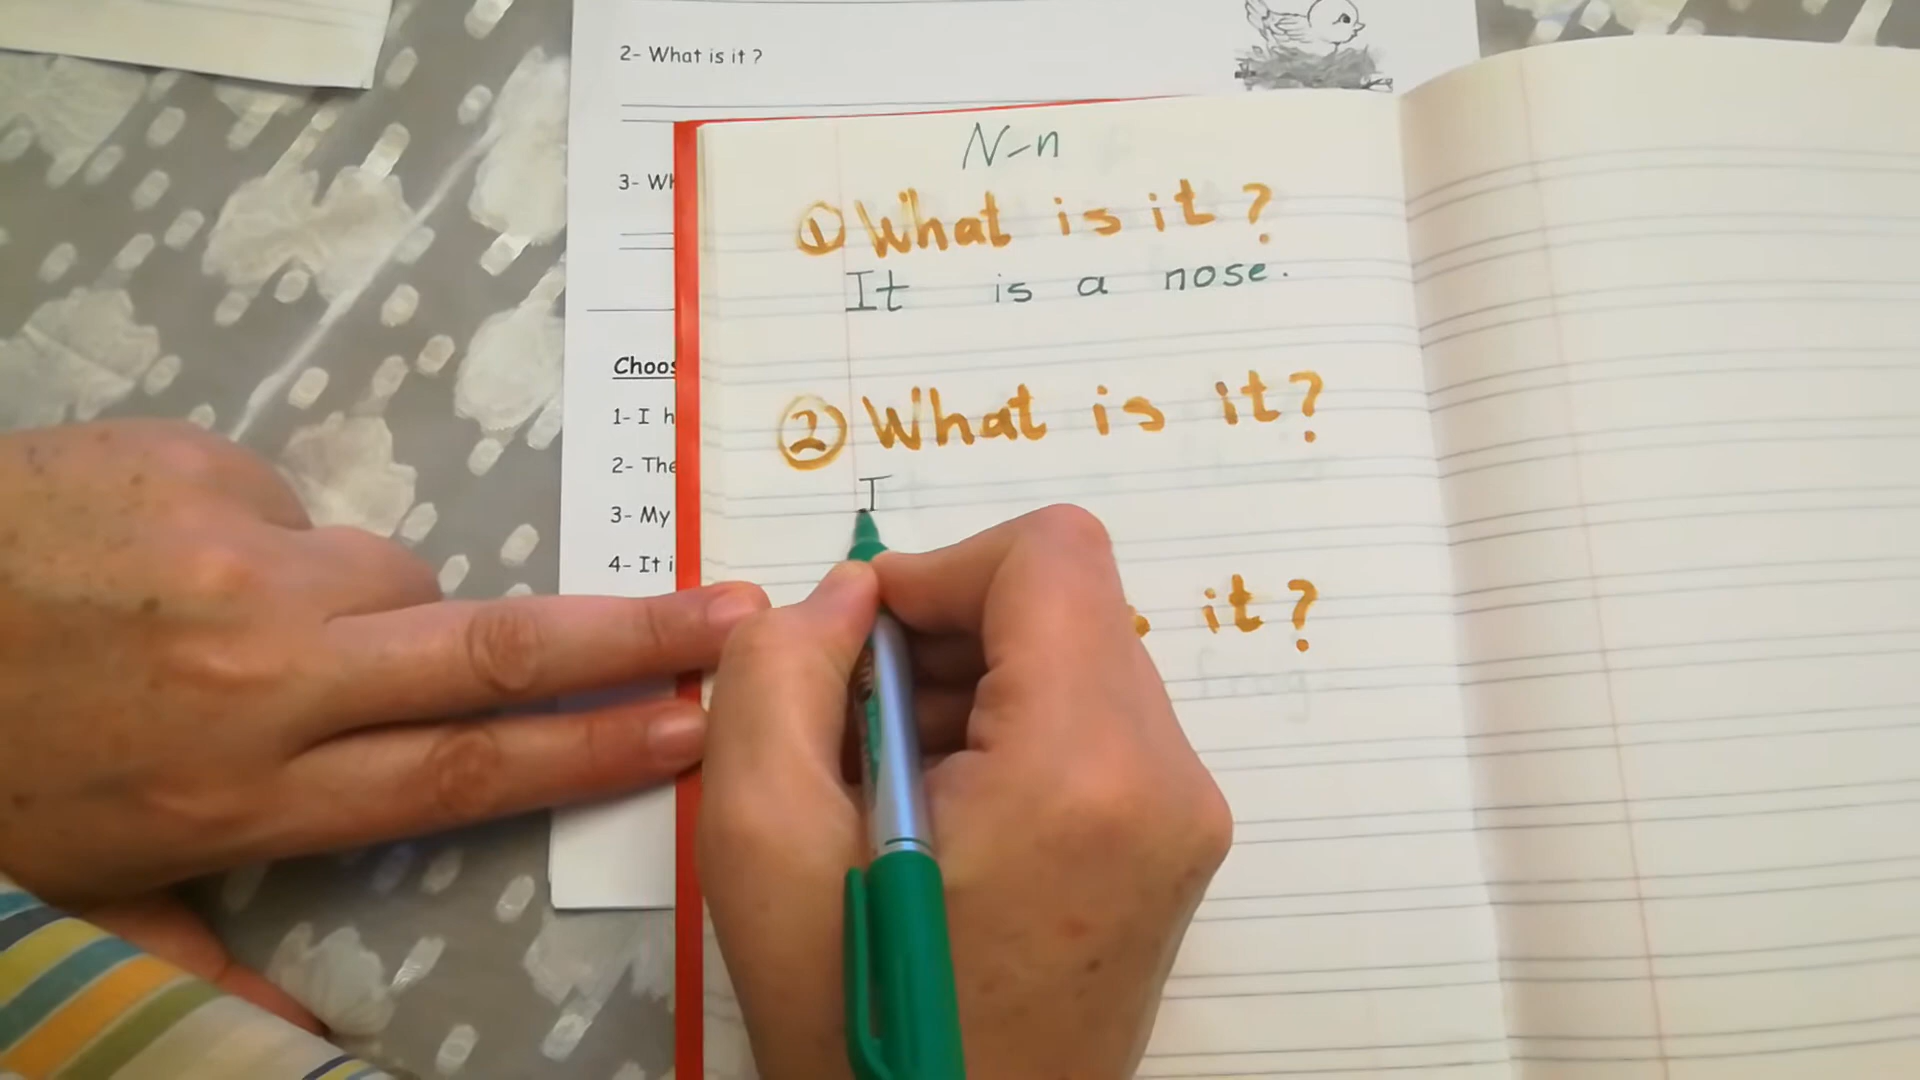 2- What is it ?
3- Wh
N-n
① What is it ?
It is a nose.
② What is it?
I
it?
Choos
1- I h
2- The
3- My
4- It i